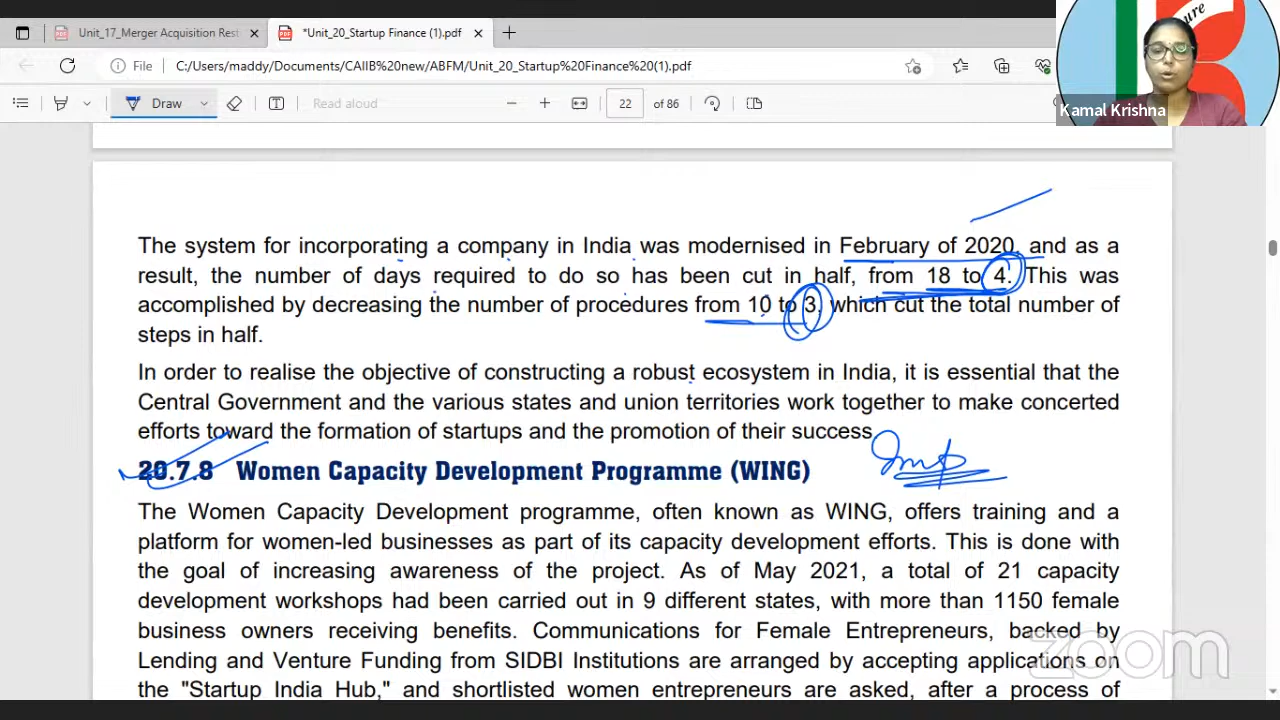 Unit_17_Merger Acquisition Rest
*Unit_20_Startup Finance (1).pdf
File
C:/Users/maddy/Documents/CAIIB%20new/ABFM/Unit_20_Startup%20Finance%20(1).pdf
Draw
Read aloud
22
of 86
Kamal Krishna
The system for incorporating a company in India was modernised in February of 2020, and as a
result, the number of days required to do so has been cut in half, from 18 to 4. This was
accomplished by decreasing the number of procedures from 10 to 3, which cut the total number of
steps in half.
In order to realise the objective of constructing a robust ecosystem in India, it is essential that the
Central Government and the various states and union territories work together to make concerted
efforts toward the formation of startups and the promotion of their success
Imp
20.7.8 Women Capacity Development Programme (WING)
The Women Capacity Development programme, often known as WING, offers training and a
platform for women-led businesses as part of its capacity development efforts. This is done with
the goal of increasing awareness of the project. As of May 2021, a total of 21 capacity
development workshops had been carried out in 9 different states, with more than 1150 female
business owners receiving benefits. Communications for Female Entrepreneurs, backed by
Lending and Venture Funding from SIDBI Institutions are arranged by accepting applications on
the "Startup India Hub," and shortlisted women entrepreneurs are asked, after a process of
zoom